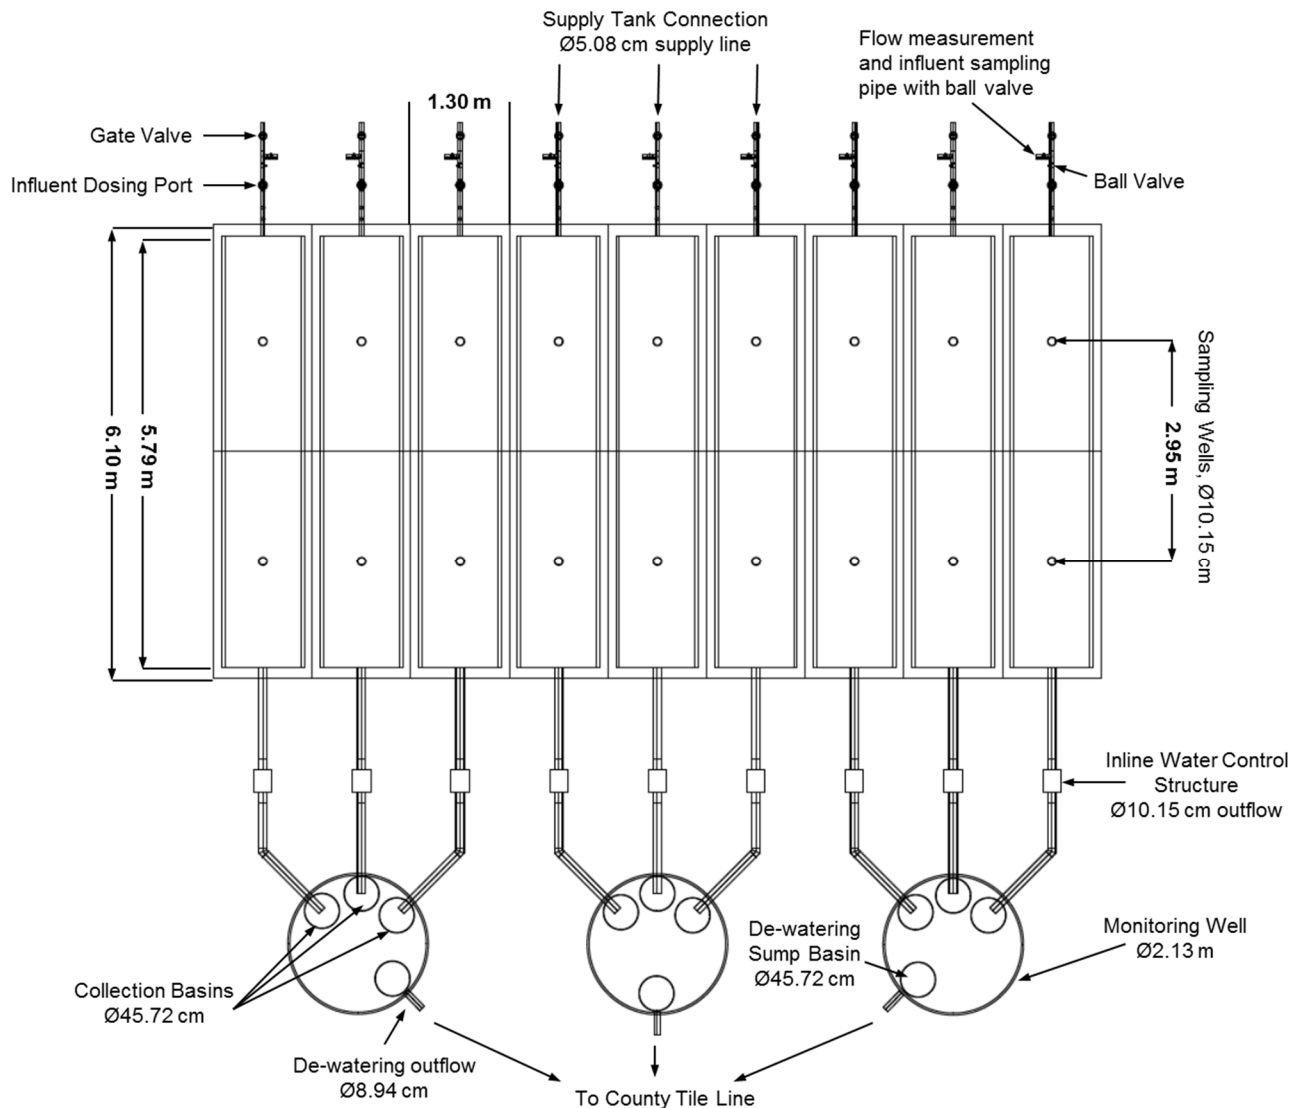 Supply Tank Connection
Ø5.08 cm supply line
Flow measurement
and influent sampling
pipe with ball valve
1.30 m
Gate Valve
Influent Dosing Port
Ball Valve
6.10 m
5.79 m
2.95 m
Sampling Wells, Ø10.15 cm
Inline Water Control
Structure
Ø10.15 cm outflow
De-watering
Sump Basin
Ø45.72 cm
Monitoring Well
Ø2.13 m
Collection Basins
Ø45.72 cm
De-watering outflow
Ø8.94 cm
To County Tile Line